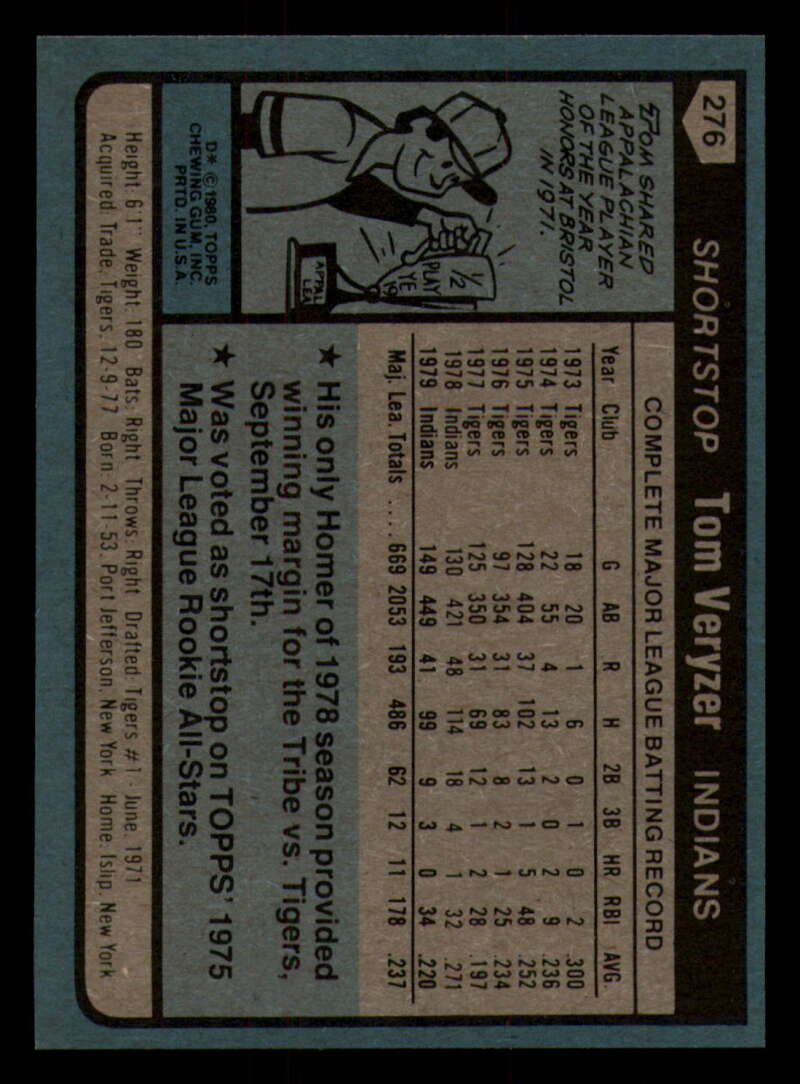 276
SHORTSTOP Tom Veryzer INDIANS
TOM SHARED
APPALACHIAN
LEAGUE PLAYER
OF THE YEAR
HONORS AT BRISTOL
IN 1971.
1/2
PLAY
YE
19
APPAL
LEA
D* © 1980, TOPPS
CHEWING GUM, INC.
PRTD. IN U.S.A.
COMPLETE MAJOR LEAGUE BATTING RECORD
Year Club G AB R H 2B 3B HR RBI AVG.
1973 Tigers 18 20 1 6 0 1 0 2 .300
1974 Tigers 22 55 4 13 2 0 2 9 .236
1975 Tigers 128 404 37 102 13 1 5 48 .252
1976 Tigers 97 354 31 83 8 2 1 25 .234
1977 Tigers 125 350 31 69 12 1 2 28 .197
1978 Indians 130 421 48 114 18 4 1 32 .271
1979 Indians 149 449 41 99 9 3 0 34 .220
Maj. Lea. Totals .... 669 2053 193 486 62 12 11 178 .237
★ His only Homer of 1978 season provided
winning margin for the Tribe vs. Tigers,
September 17th.
★ Was voted as shortstop on TOPPS' 1975
Major League Rookie All-Stars.
Height: 6'1" Weight: 180 Bats: Right Throws: Right Drafted: Tigers #1 - June, 1971
Acquired: Trade, Tigers, 12-9-77 Born: 2-11-53, Port Jefferson, New York Home: Islip, New York